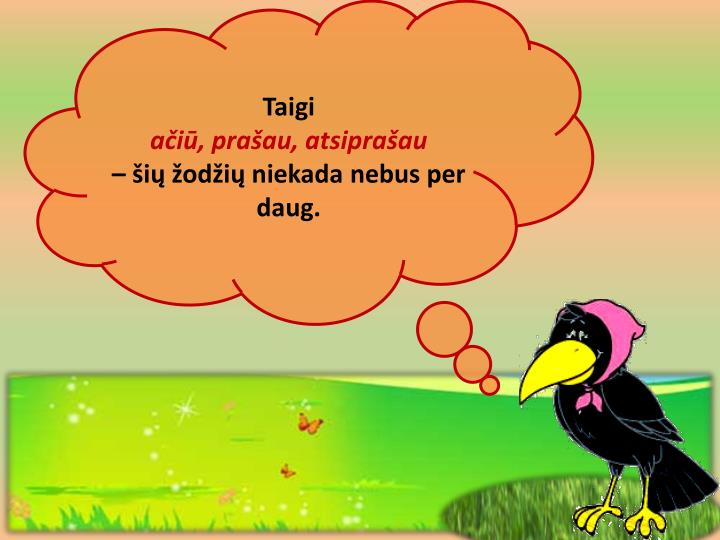 Taigi
ačiū, prašau, atsiprašau
– šių žodžių niekada nebus per
daug.